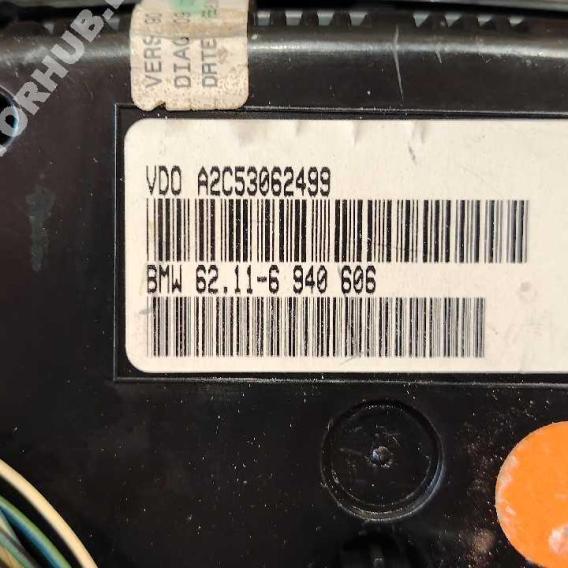 VERS
DIAG
DATE
VDO A2C53062499
BMW 62.11-6 940 606